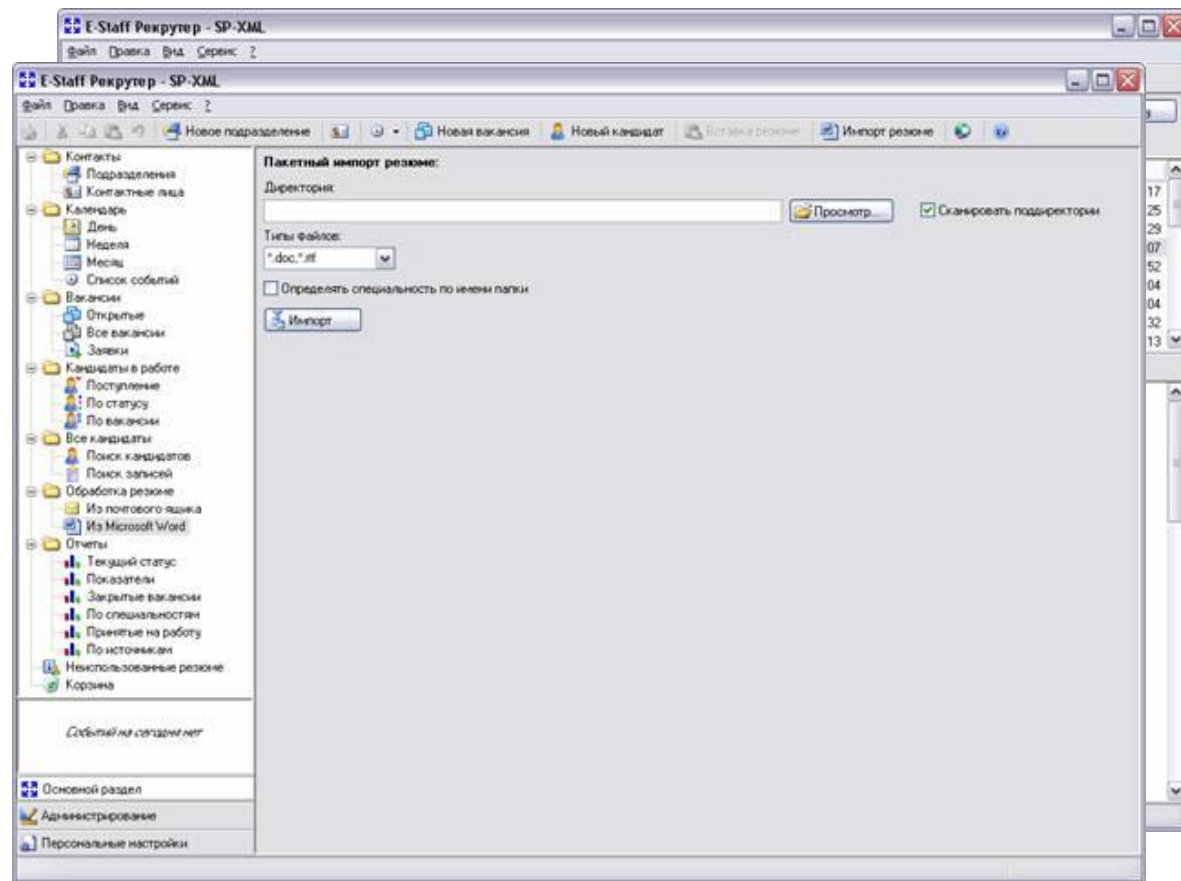 E-Staff Рекрутер - SP-XML
Файл Правка Вид Сервис ?
E-Staff Рекрутер - SP-XML
Файл Правка Вид Сервис ?
Новое подразделение Новая вакансия Новый кандидат Вставка резюме Импорт резюме
Контакты
Подразделения
Контактные лица
Календарь
День
Неделя
Месяц
Список событий
Вакансии
Открытые
Все вакансии
Заявки
Кандидаты в работе
Поступление
По статусу
По вакансии
Все кандидаты
Поиск кандидатов
Поиск записей
Обработка резюме
Из почтового ящика
Из Microsoft Word
Отчеты
Текущий статус
Показатели
Закрытые вакансии
По специальностям
Принятые на работу
По источникам
Неиспользованные резюме
Корзина
Событий на сегодня нет
Основной раздел
Администрирование
Персональные настройки
Пакетный импорт резюме:
Директория:
Просмотр... Сканировать поддиректории
Типы файлов:
*.doc,*.rtf
Определять специальность по имени папки
Импорт
17
25
29
07
52
04
04
32
13